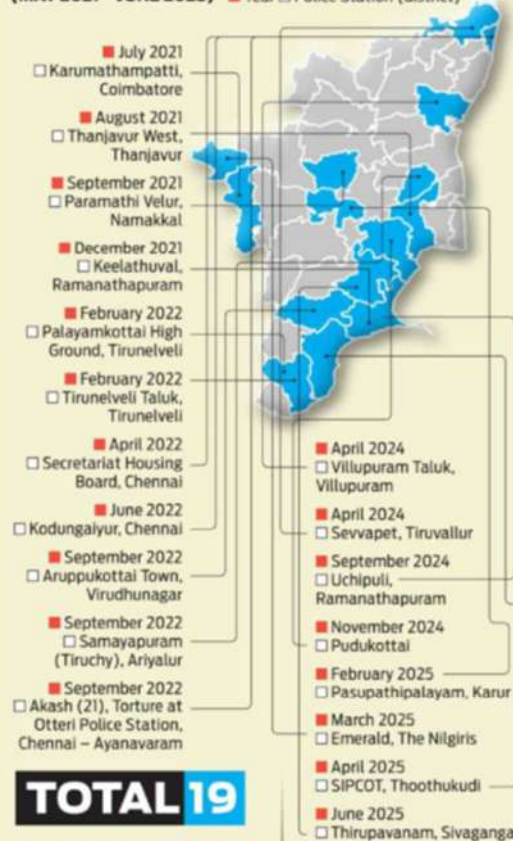 July 2021
Karumathampatti,
Coimbatore
August 2021
Thanjavur West,
Thanjavur
September 2021
Paramathi Velur,
Namakkal
December 2021
Keelathuval,
Ramanathapuram
February 2022
Palayamkottai High
Ground, Tirunelveli
February 2022
Tirunelveli Taluk,
Tirunelveli
April 2022
Secretariat Housing
Board, Chennai
June 2022
Kodungaiyur, Chennai
September 2022
Aruppukottai Town,
Virudhunagar
September 2022
Samayapuram
(Tiruchy), Ariyalur
September 2022
Akash (21), Torture at
Otteri Police Station,
Chennai – Ayanavaram
TOTAL 19
April 2024
Villupuram Taluk,
Villupuram
April 2024
Sevvapet, Tiruvallur
September 2024
Uchipuli,
Ramanathapuram
November 2024
Pudukottai
February 2025
Pasupathipalayam, Karur
March 2025
Emerald, The Nilgiris
April 2025
SIPCOT, Thoothukudi
June 2025
Thirupavanam, Sivaganga